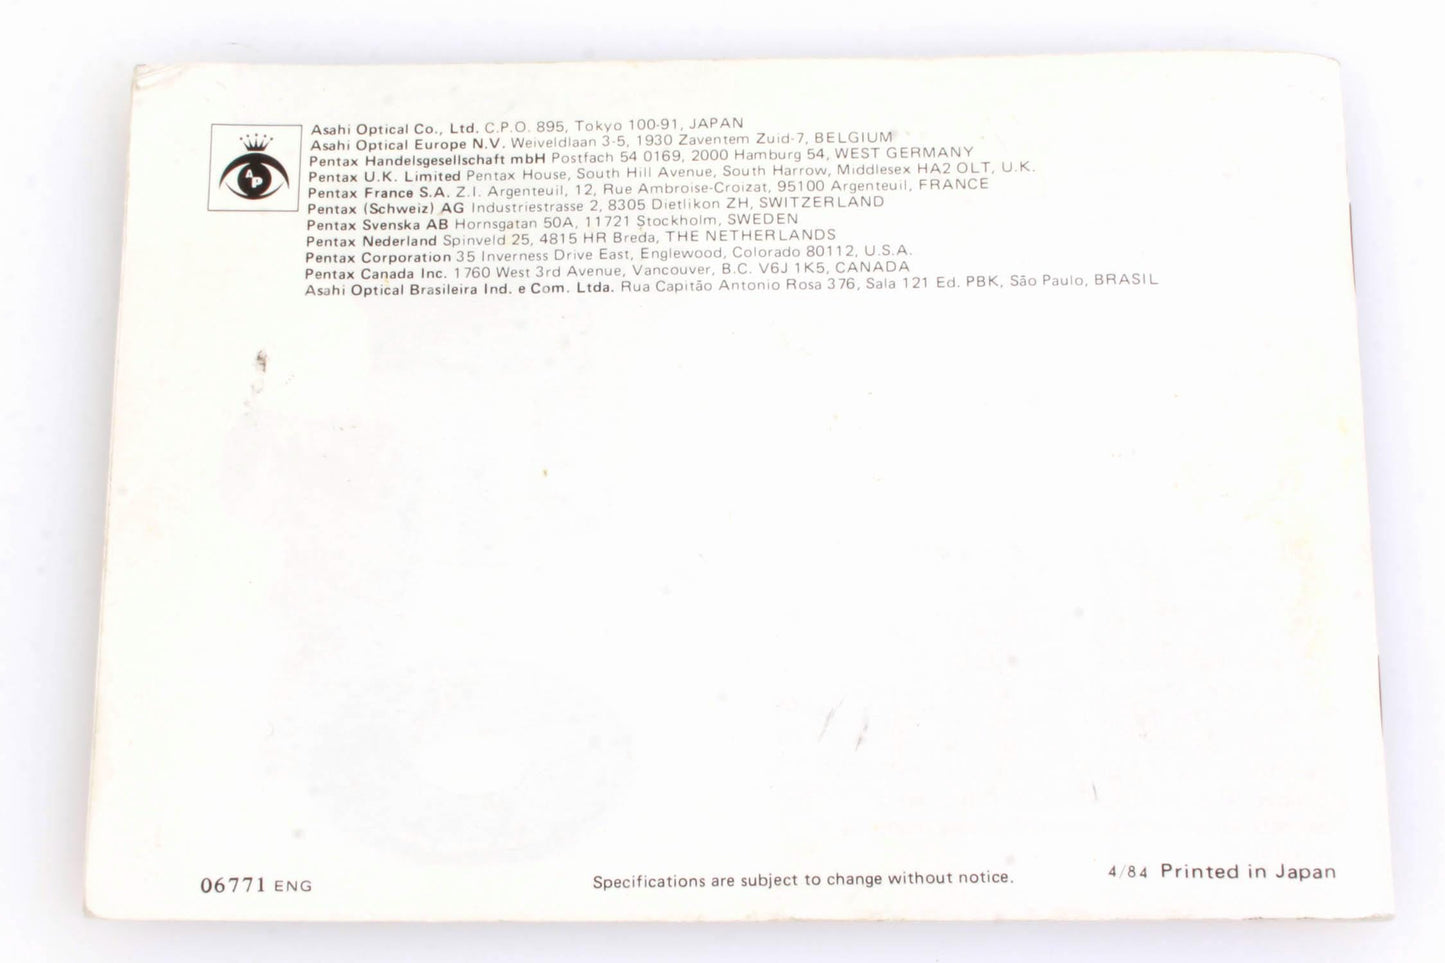 AP
Asahi Optical Co., Ltd. C.P.O. 895, Tokyo 100-91, JAPAN
Asahi Optical Europe N.V. Weiveldlaan 3-5, 1930 Zaventem Zuid-7, BELGIUM
Pentax Handelsgesellschaft mbH Postfach 54 0169, 2000 Hamburg 54, WEST GERMANY
Pentax U.K. Limited Pentax House, South Hill Avenue, South Harrow, Middlesex HA2 OLT, U.K.
Pentax France S.A. Z.I. Argenteuil, 12, Rue Ambroise-Croizat, 95100 Argenteuil, FRANCE
Pentax (Schweiz) AG Industriestrasse 2, 8305 Dietlikon ZH, SWITZERLAND
Pentax Svenska AB Hornsgatan 50A, 11721 Stockholm, SWEDEN
Pentax Nederland Spinveld 25, 4815 HR Breda, THE NETHERLANDS
Pentax Corporation 35 Inverness Drive East, Englewood, Colorado 80112, U.S.A.
Pentax Canada Inc. 1760 West 3rd Avenue, Vancouver, B.C. V6J 1K5, CANADA
Asahi Optical Brasileira Ind. e Com. Ltda. Rua Capitão Antonio Rosa 376, Sala 121 Ed. PBK, São Paulo, BRASIL
06771 ENG
Specifications are subject to change without notice.
4/84 Printed in Japan